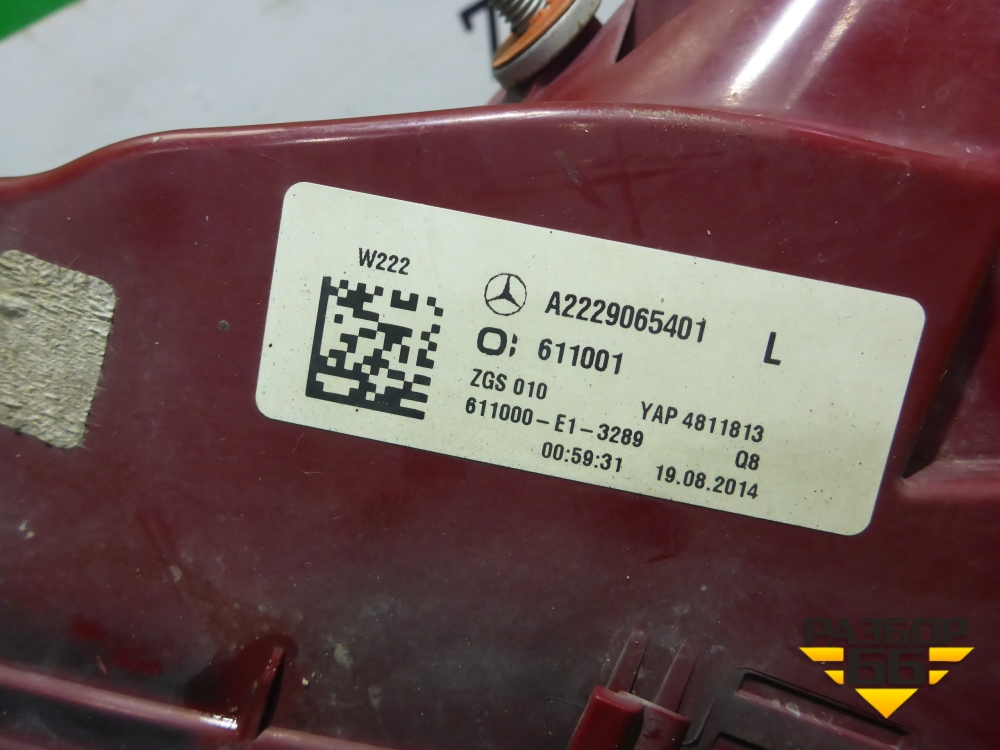 W222
A2229065401
L
611001
ZGS 010
YAP 4811813
611000-E1-3289
Q8
00:59:31 19.08.2014
РАЗБОР
66